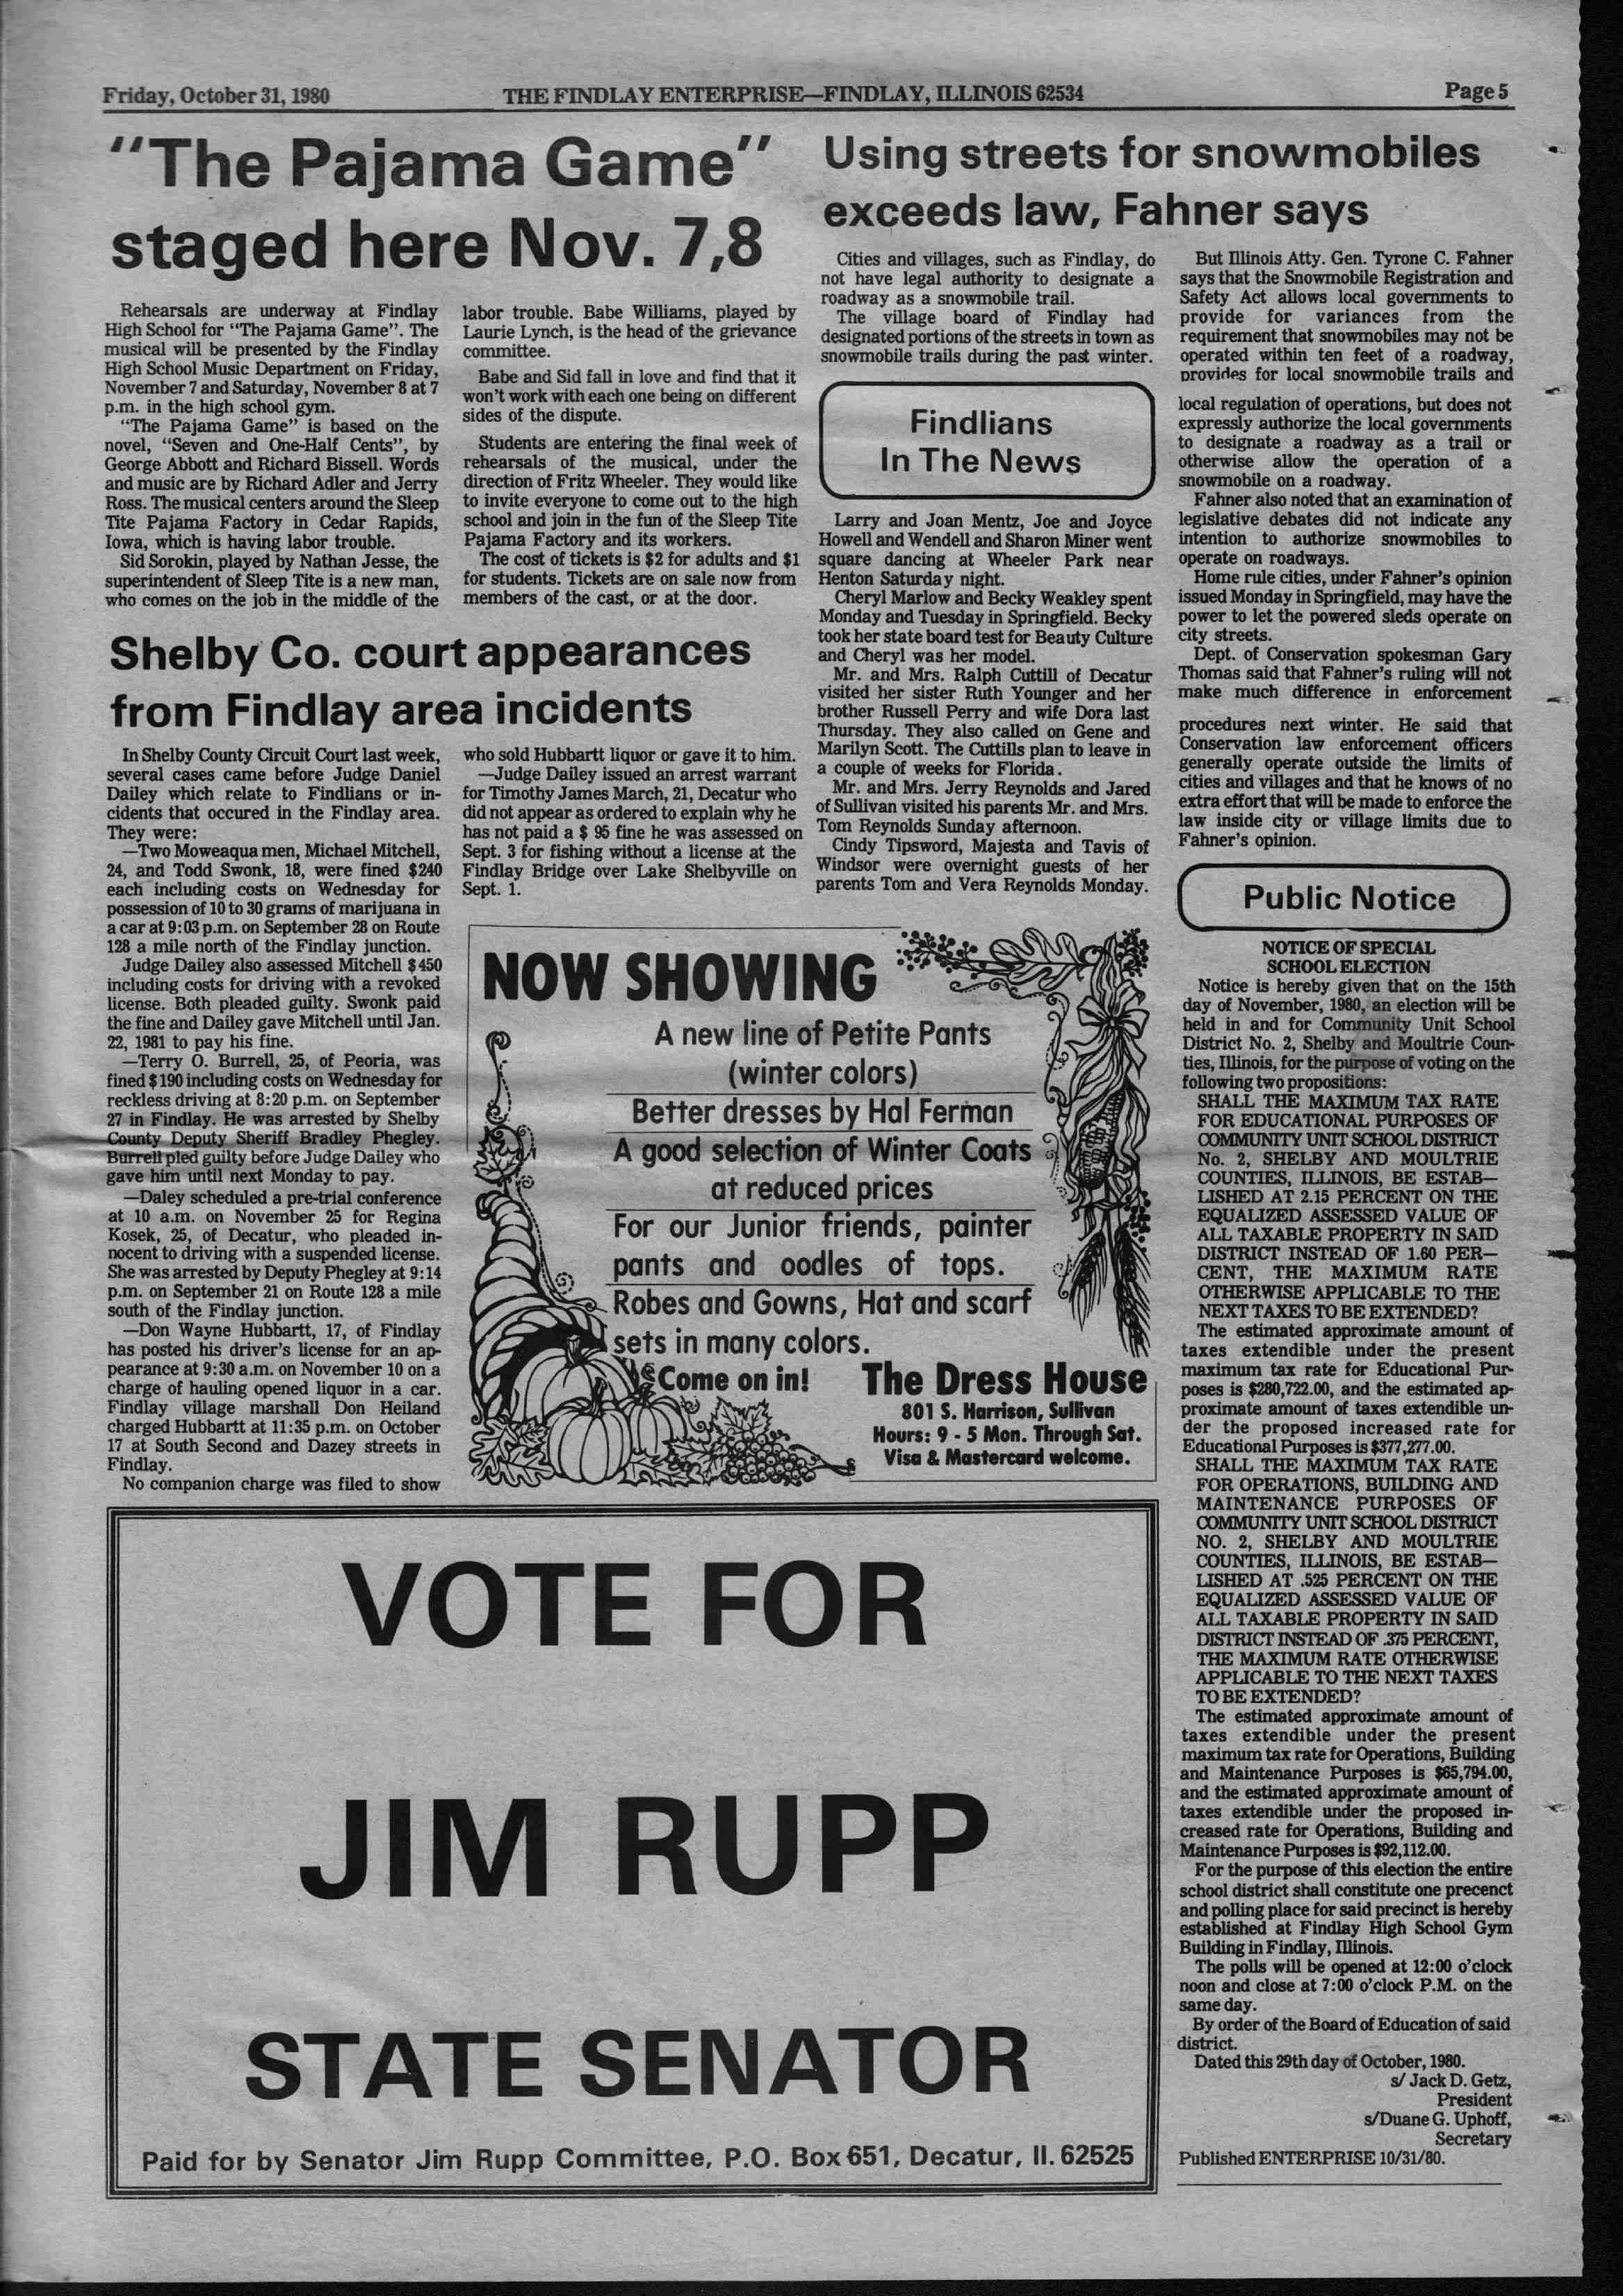 Friday, October 31, 1980
THE FINDLAY ENTERPRISE—FINDLAY, ILLINOIS 62534
Page 5
"The Pajama Game"
staged here Nov. 7,8
Rehearsals are underway at Findlay
High School for "The Pajama Game". The
musical will be presented by the Findlay
High School Music Department on Friday,
November 7 and Saturday, November 8 at 7
p.m. in the high school gym.
"The Pajama Game" is based on the
novel, "Seven and One-Half Cents", by
George Abbott and Richard Bissell. Words
and music are by Richard Adler and Jerry
Ross. The musical centers around the Sleep
Tite Pajama Factory in Cedar Rapids,
Iowa, which is having labor trouble.
Sid Sorokin, played by Nathan Jesse, the
superintendent of Sleep Tite is a new man,
who comes on the job in the middle of the
labor trouble. Babe Williams, played by
Laurie Lynch, is the head of the grievance
committee.
Babe and Sid fall in love and find that it
won't work with each one being on different
sides of the dispute.
Students are entering the final week of
rehearsals of the musical, under the
direction of Fritz Wheeler. They would like
to invite everyone to come out to the high
school and join in the fun of the Sleep Tite
Pajama Factory and its workers.
The cost of tickets is $2 for adults and $1
for students. Tickets are on sale now from
members of the cast, or at the door.
Shelby Co. court appearances
from Findlay area incidents
In Shelby County Circuit Court last week,
several cases came before Judge Daniel
Dailey which relate to Findlians or in-
cidents that occured in the Findlay area.
They were:
—Two Moweaqua men, Michael Mitchell,
24, and Todd Swonk, 18, were fined $240
each including costs on Wednesday for
possession of 10 to 30 grams of marijuana in
a car at 9:03 p.m. on September 28 on Route
128 a mile north of the Findlay junction.
Judge Dailey also assessed Mitchell $450
including costs for driving with a revoked
license. Both pleaded guilty. Swonk paid
the fine and Dailey gave Mitchell until Jan.
22, 1981 to pay his fine.
—Terry O. Burrell, 25, of Peoria, was
fined $190 including costs on Wednesday for
reckless driving at 8:20 p.m. on September
27 in Findlay. He was arrested by Shelby
County Deputy Sheriff Bradley Phegley.
Burrell pled guilty before Judge Dailey who
gave him until next Monday to pay.
—Daley scheduled a pre-trial conference
at 10 a.m. on November 25 for Regina
Kosek, 25, of Decatur, who pleaded in-
nocent to driving with a suspended license.
She was arrested by Deputy Phegley at 9:14
p.m. on September 21 on Route 128 a mile
south of the Findlay junction.
—Don Wayne Hubbartt, 17, of Findlay
has posted his driver's license for an ap-
pearance at 9:30 a.m. on November 10 on a
charge of hauling opened liquor in a car.
Findlay village marshall Don Heiland
charged Hubbartt at 11:35 p.m. on October
17 at South Second and Dazey streets in
Findlay.
No companion charge was filed to show
who sold Hubbartt liquor or gave it to him.
—Judge Dailey issued an arrest warrant
for Timothy James March, 21, Decatur who
did not appear as ordered to explain why he
has not paid a $ 95 fine he was assessed on
Sept. 3 for fishing without a license at the
Findlay Bridge over Lake Shelbyville on
Sept. 1.
Using streets for snowmobiles
exceeds law, Fahner says
Cities and villages, such as Findlay, do
not have legal authority to designate a
roadway as a snowmobile trail.
The village board of Findlay had
designated portions of the streets in town as
snowmobile trails during the past winter.
But Illinois Atty. Gen. Tyrone C. Fahner
says that the Snowmobile Registration and
Safety Act allows local governments to
provide for variances from the
requirement that snowmobiles may not be
operated within ten feet of a roadway,
provides for local snowmobile trails and
local regulation of operations, but does not
expressly authorize the local governments
to designate a roadway as a trail or
otherwise allow the operation of a
snowmobile on a roadway.
Fahner also noted that an examination of
legislative debates did not indicate any
intention to authorize snowmobiles to
operate on roadways.
Home rule cities, under Fahner's opinion
issued Monday in Springfield, may have the
power to let the powered sleds operate on
city streets.
Dept. of Conservation spokesman Gary
Thomas said that Fahner's ruling will not
make much difference in enforcement
procedures next winter. He said that
Conservation law enforcement officers
generally operate outside the limits of
cities and villages and that he knows of no
extra effort that will be made to enforce the
law inside city or village limits due to
Fahner's opinion.
Findlians
In The News
Larry and Joan Mentz, Joe and Joyce
Howell and Wendell and Sharon Miner went
square dancing at Wheeler Park near
Henton Saturday night.
Cheryl Marlow and Becky Weakley spent
Monday and Tuesday in Springfield. Becky
took her state board test for Beauty Culture
and Cheryl was her model.
Mr. and Mrs. Ralph Cuttill of Decatur
visited her sister Ruth Younger and her
brother Russell Perry and wife Dora last
Thursday. They also called on Gene and
Marilyn Scott. The Cuttills plan to leave in
a couple of weeks for Florida.
Mr. and Mrs. Jerry Reynolds and Jared
of Sullivan visited his parents Mr. and Mrs.
Tom Reynolds Sunday afternoon.
Cindy Tipsword, Majesta and Tavis of
Windsor were overnight guests of her
parents Tom and Vera Reynolds Monday.
NOW SHOWING
A new line of Petite Pants
(winter colors)
Better dresses by Hal Ferman
A good selection of Winter Coats
at reduced prices
For our Junior friends, painter
pants and oodles of tops.
Robes and Gowns, Hat and scarf
sets in many colors.
Come on in!
The Dress House
801 S. Harrison, Sullivan
Hours: 9 - 5 Mon. Through Sat.
Visa & Mastercard welcome.
VOTE FOR
JIM RUPP
STATE SENATOR
Paid for by Senator Jim Rupp Committee, P.O. Box 651, Decatur, Il. 62525
Public Notice
NOTICE OF SPECIAL
SCHOOL ELECTION
Notice is hereby given that on the 15th
day of November, 1980, an election will be
held in and for Community Unit School
District No. 2, Shelby and Moultrie Coun-
ties, Illinois, for the purpose of voting on the
following two propositions:
SHALL THE MAXIMUM TAX RATE
FOR EDUCATIONAL PURPOSES OF
COMMUNITY UNIT SCHOOL DISTRICT
No. 2, SHELBY AND MOULTRIE
COUNTIES, ILLINOIS, BE ESTAB—
LISHED AT 2.15 PERCENT ON THE
EQUALIZED ASSESSED VALUE OF
ALL TAXABLE PROPERTY IN SAID
DISTRICT INSTEAD OF 1.60 PER—
CENT, THE MAXIMUM RATE
OTHERWISE APPLICABLE TO THE
NEXT TAXES TO BE EXTENDED?
The estimated approximate amount of
taxes extendible under the present
maximum tax rate for Educational Pur-
poses is $280,722.00, and the estimated ap-
proximate amount of taxes extendible un-
der the proposed increased rate for
Educational Purposes is $377,277.00.
SHALL THE MAXIMUM TAX RATE
FOR OPERATIONS, BUILDING AND
MAINTENANCE PURPOSES OF
COMMUNITY UNIT SCHOOL DISTRICT
NO. 2, SHELBY AND MOULTRIE
COUNTIES, ILLINOIS, BE ESTAB—
LISHED AT .525 PERCENT ON THE
EQUALIZED ASSESSED VALUE OF
ALL TAXABLE PROPERTY IN SAID
DISTRICT INSTEAD OF .375 PERCENT,
THE MAXIMUM RATE OTHERWISE
APPLICABLE TO THE NEXT TAXES
TO BE EXTENDED?
The estimated approximate amount of
taxes extendible under the present
maximum tax rate for Operations, Building
and Maintenance Purposes is $65,794.00,
and the estimated approximate amount of
taxes extendible under the proposed in-
creased rate for Operations, Building and
Maintenance Purposes is $92,112.00.
For the purpose of this election the entire
school district shall constitute one precenct
and polling place for said precinct is hereby
established at Findlay High School Gym
Building in Findlay, Illinois.
The polls will be opened at 12:00 o'clock
noon and close at 7:00 o'clock P.M. on the
same day.
By order of the Board of Education of said
district.
Dated this 29th day of October, 1980.
s/ Jack D. Getz,
President
s/Duane G. Uphoff,
Secretary
Published ENTERPRISE 10/31/80.